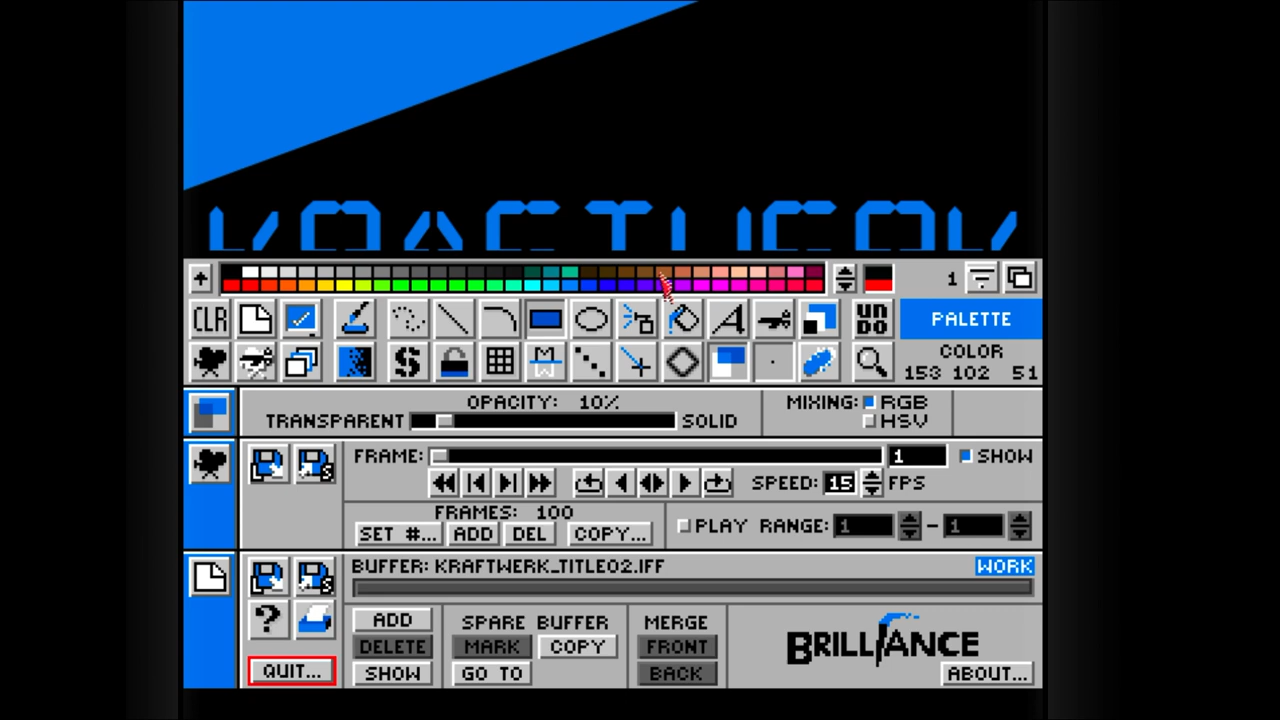 KRAFTWERK
1
CLR
A
UN
DO
PALETTE
$
COLOR
153 102 51
OPACITY: 10%
TRANSPARENT
SOLID
MIXING:
RGB
HSV
FRAME:
1
SHOW
SPEED: 15 FPS
FRAMES: 100
SET #...
ADD
DEL
COPY...
PLAY RANGE: 1 - 1
BUFFER: KRAFTWERK_TITLE02.IFF
WORK
?
ADD
DELETE
SHOW
SPARE BUFFER
MARK
COPY
GO TO
MERGE
FRONT
BACK
BRILLIANCE
QUIT...
ABOUT...